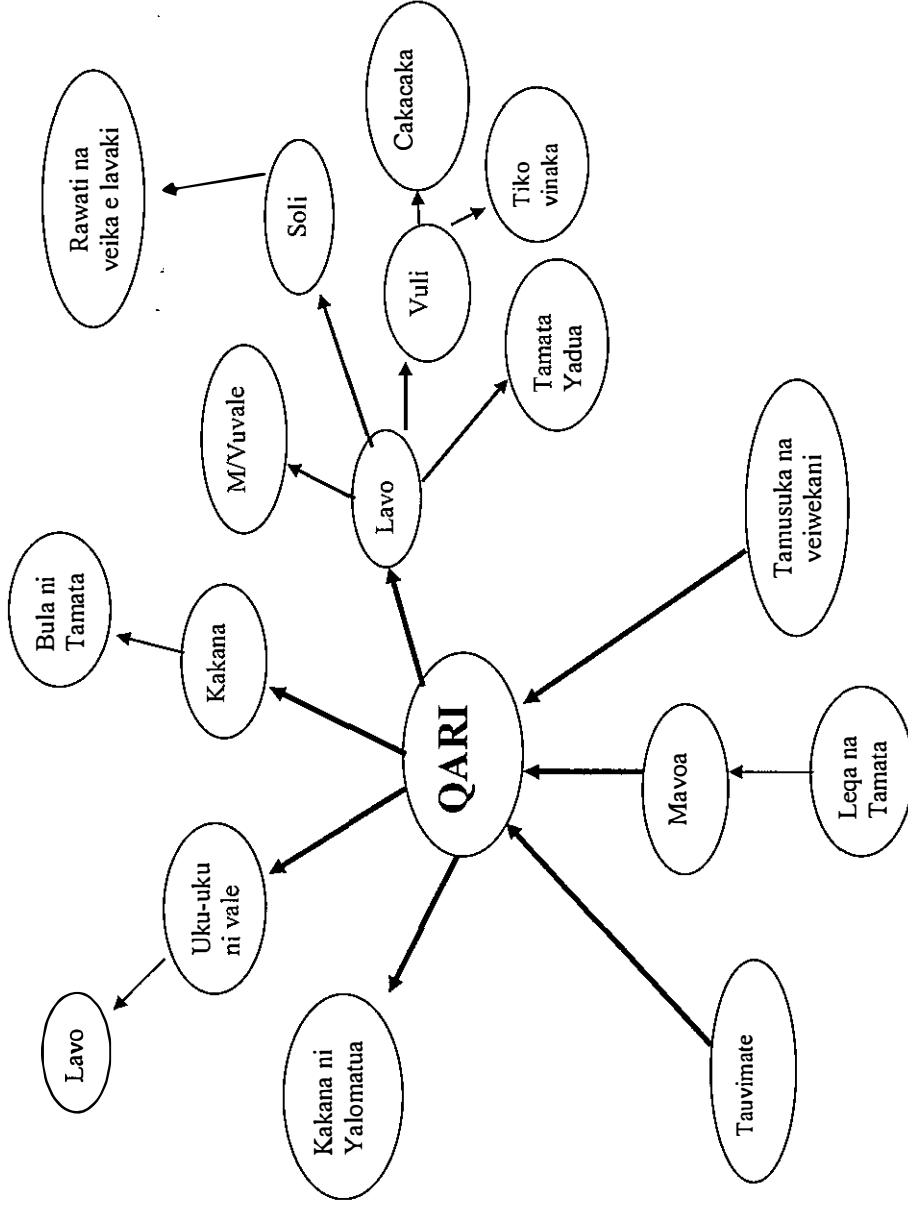 Rawati na
veika e lavaki
Soli
Cakacaka
Tiko
vinaka
Vuli
Tamata
Yadua
M/Vuvale
Lavo
Bula ni
Tamata
Kakana
Tamusuka na
veiwekani
QARI
Mavoa
Leqa na
Tamata
Uku-uku
ni vale
Lavo
Kakana ni
Yalomatua
Tauvimate